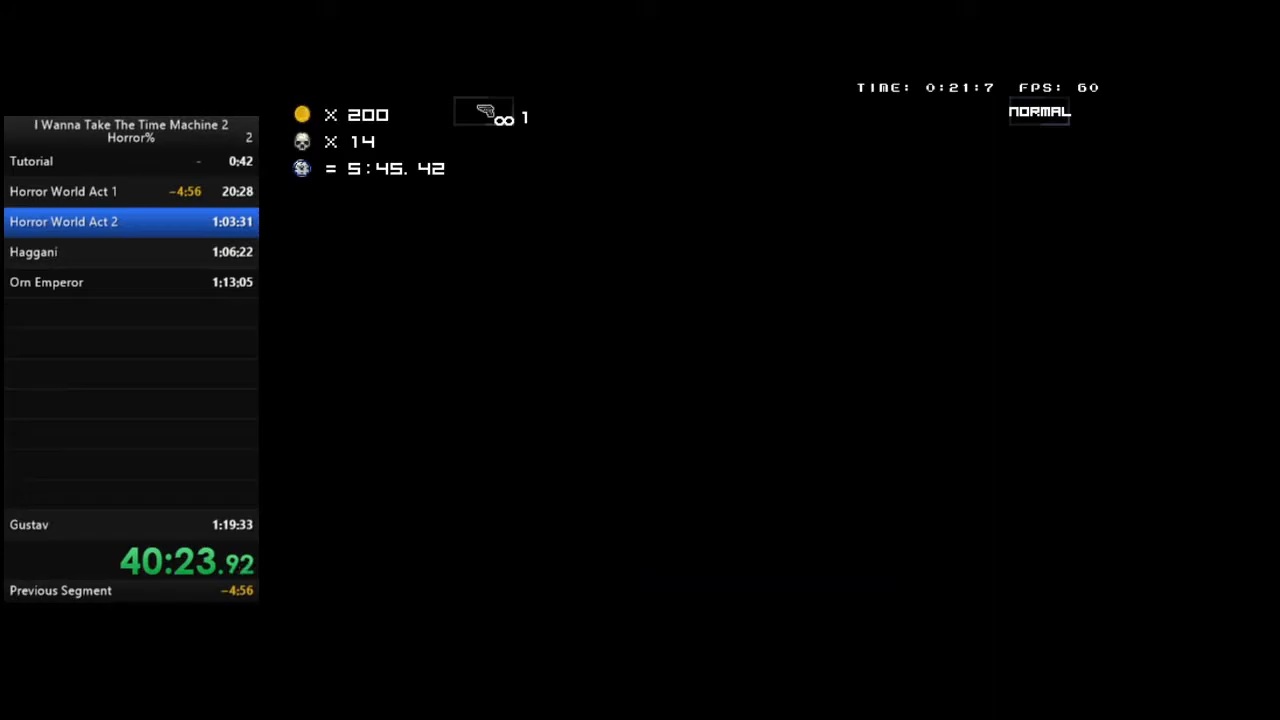 I Wanna Take The Time Machine 2
Horror% 2
Tutorial - 0:42
Horror World Act 1 -4:56 20:28
Horror World Act 2 1:03:31
Haggani 1:06:22
Orn Emperor 1:13:05
Gustav 1:19:33
40:23.92
Previous Segment -4:56
X 200
∞ 1
X 14
= 5:45. 42
TIME: 0:21:7 FPS: 60
NORMAL